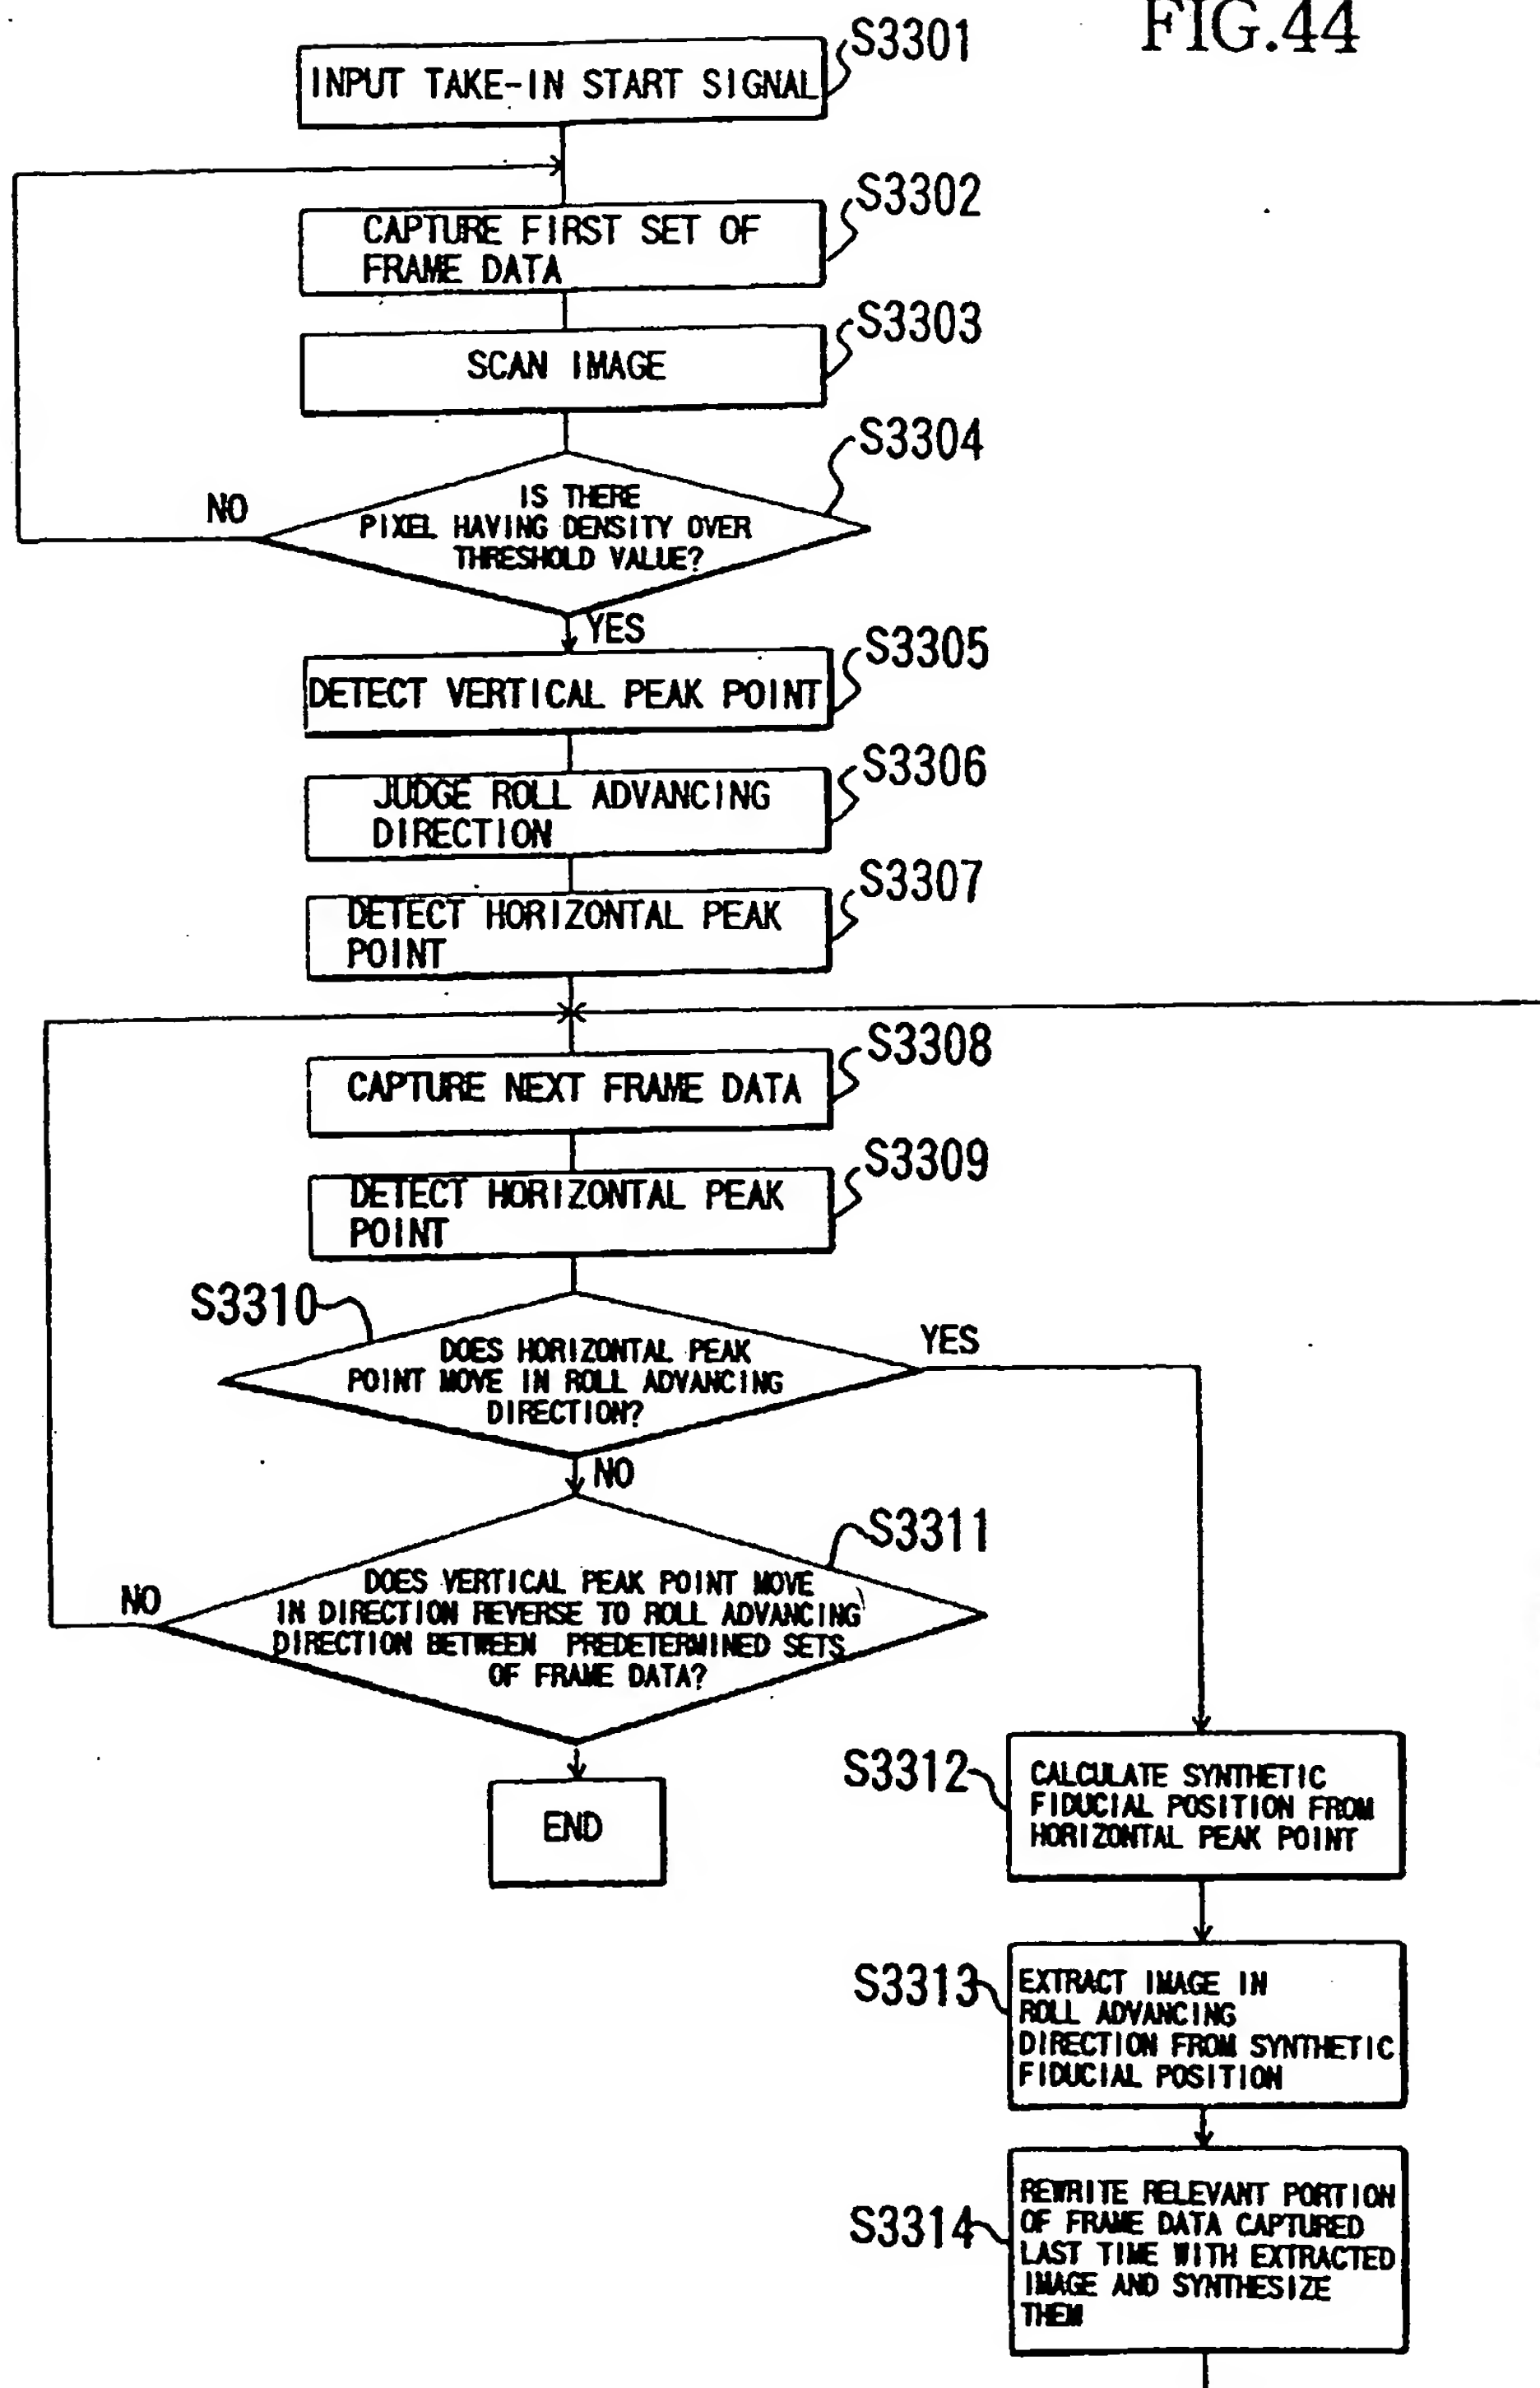 FIG.44
S3301
INPUT TAKE-IN START SIGNAL
S3302
CAPTURE FIRST SET OF
FRAME DATA
S3303
SCAN IMAGE
S3304
NO
IS THERE
PIXEL HAVING DENSITY OVER
THRESHOLD VALUE?
YES
S3305
DETECT VERTICAL PEAK POINT
S3306
JUDGE ROLL ADVANCING
DIRECTION
S3307
DETECT HORIZONTAL PEAK
POINT
S3308
CAPTURE NEXT FRAME DATA
S3309
DETECT HORIZONTAL PEAK
POINT
S3310
DOES HORIZONTAL PEAK
POINT MOVE IN ROLL ADVANCING
DIRECTION?
YES
NO
S3311
NO
DOES VERTICAL PEAK POINT MOVE
IN DIRECTION REVERSE TO ROLL ADVANCING
DIRECTION BETWEEN PREDETERMINED SETS
OF FRAME DATA?
END
S3312
CALCULATE SYNTHETIC
FIDUCIAL POSITION FROM
HORIZONTAL PEAK POINT
S3313
EXTRACT IMAGE IN
ROLL ADVANCING
DIRECTION FROM SYNTHETIC
FIDUCIAL POSITION
S3314
REWRITE RELEVANT PORTION
OF FRAME DATA CAPTURED
LAST TIME WITH EXTRACTED
IMAGE AND SYNTHESIZE
THEM